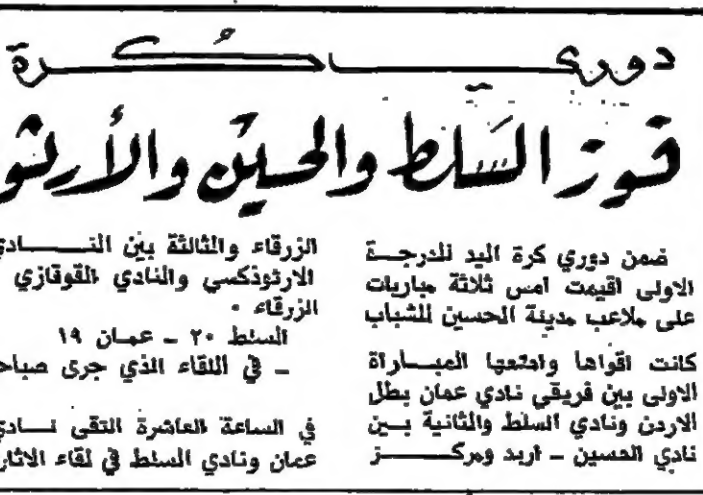 دوري كرة
فوز السلط والحسين والأرثو
ضمن دوري كرة اليد للدرجة
الاولى اقيمت امس ثلاثة مباريات
على ملاعب مدينة الحسين للشباب
كانت اقواها وامتعها المباراة
الاولى بين فريقي نادي عمان بطل
الاردن ونادي السلط والثانية بين
نادي الحسين - اربد ومركز
الزرقاء والثالثة بين النادي
الارثوذكسي والنادي القوقازي
الزرقاء .
السلط ٢٠ - عمان ١٩
- في اللقاء الذي جرى صباح
في الساعة العاشرة التقى نادي
عمان ونادي السلط في لقاء الاثار